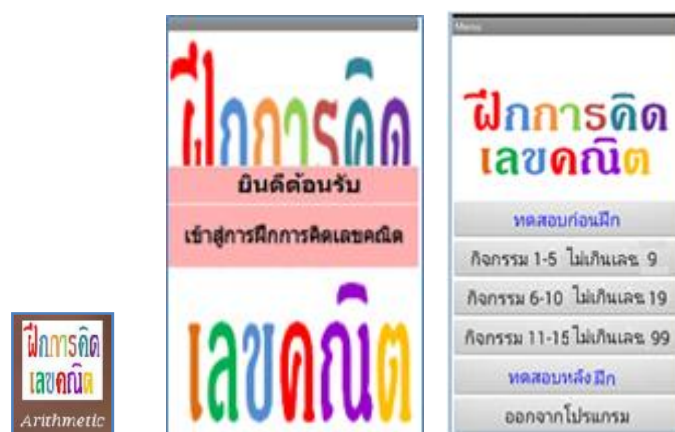 ฝึกการคิด
เลขคณิต
Arithmetic
ฝึกการคิด
ยินดีต้อนรับ
เข้าสู่การฝึกการคิดเลขคณิต
เลขคณิต
Menu
ฝึกการคิด
เลขคณิต
ทดสอบก่อนฝึก
กิจกรรม 1-5 ไม่เกินเลข 9
กิจกรรม 6-10 ไม่เกินเลข 19
กิจกรรม 11-15 ไม่เกินเลข 99
ทดสอบหลังฝึก
ออกจากโปรแกรม